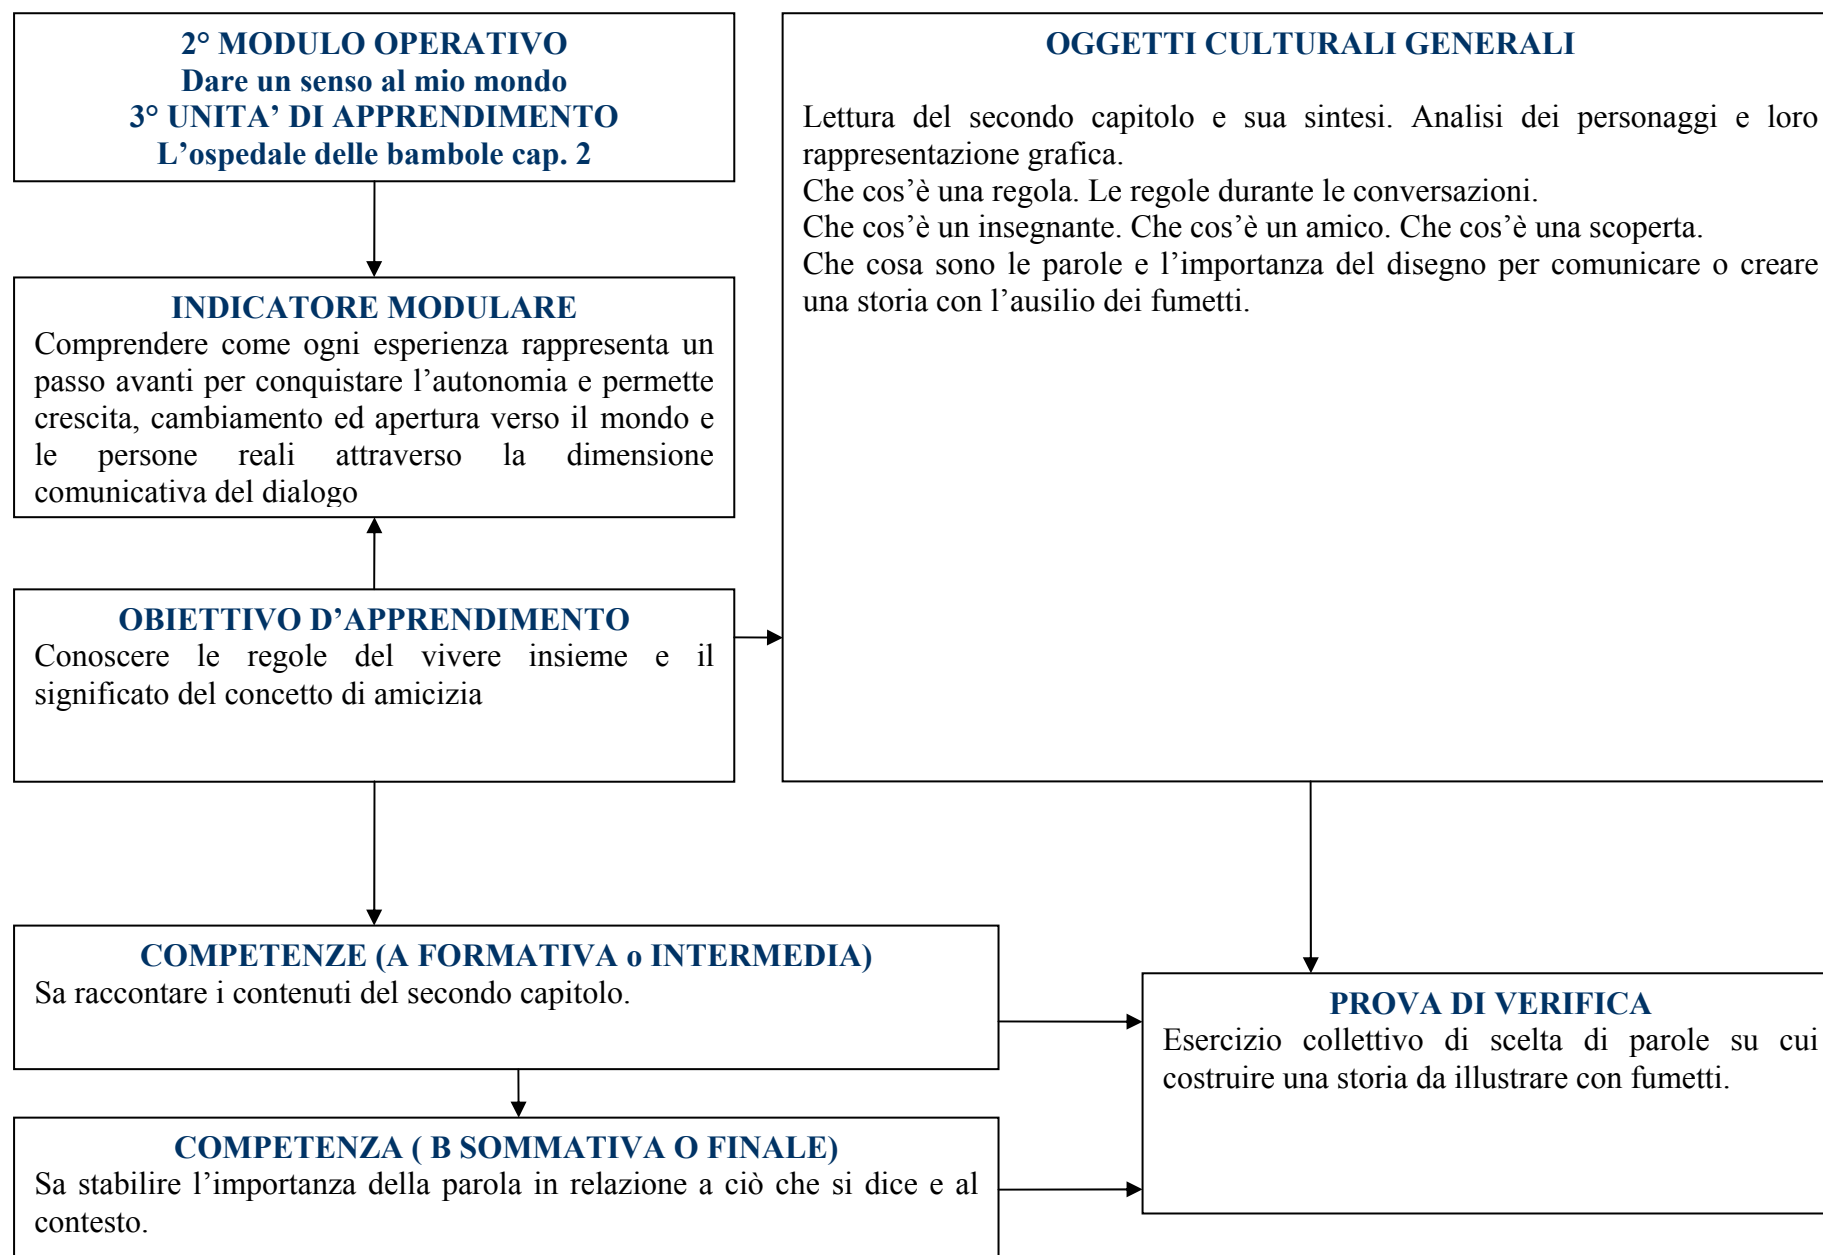 2° MODULO OPERATIVO
Dare un senso al mio mondo
3° UNITA’ DI APPRENDIMENTO
L’ospedale delle bambole cap. 2
OGGETTI CULTURALI GENERALI
Lettura del secondo capitolo e sua sintesi. Analisi dei personaggi e loro
rappresentazione grafica.
Che cos’è una regola. Le regole durante le conversazioni.
Che cos’è un insegnante. Che cos’è un amico. Che cos’è una scoperta.
Che cosa sono le parole e l’importanza del disegno per comunicare o creare
una storia con l’ausilio dei fumetti.
INDICATORE MODULARE
Comprendere come ogni esperienza rappresenta un
passo avanti per conquistare l’autonomia e permette
crescita, cambiamento ed apertura verso il mondo e
le persone reali attraverso la dimensione
comunicativa del dialogo
OBIETTIVO D’APPRENDIMENTO
Conoscere le regole del vivere insieme e il
significato del concetto di amicizia
COMPETENZE (A FORMATIVA o INTERMEDIA)
Sa raccontare i contenuti del secondo capitolo.
PROVA DI VERIFICA
Esercizio collettivo di scelta di parole su cui
costruire una storia da illustrare con fumetti.
COMPETENZA ( B SOMMATIVA O FINALE)
Sa stabilire l’importanza della parola in relazione a ciò che si dice e al
contesto.